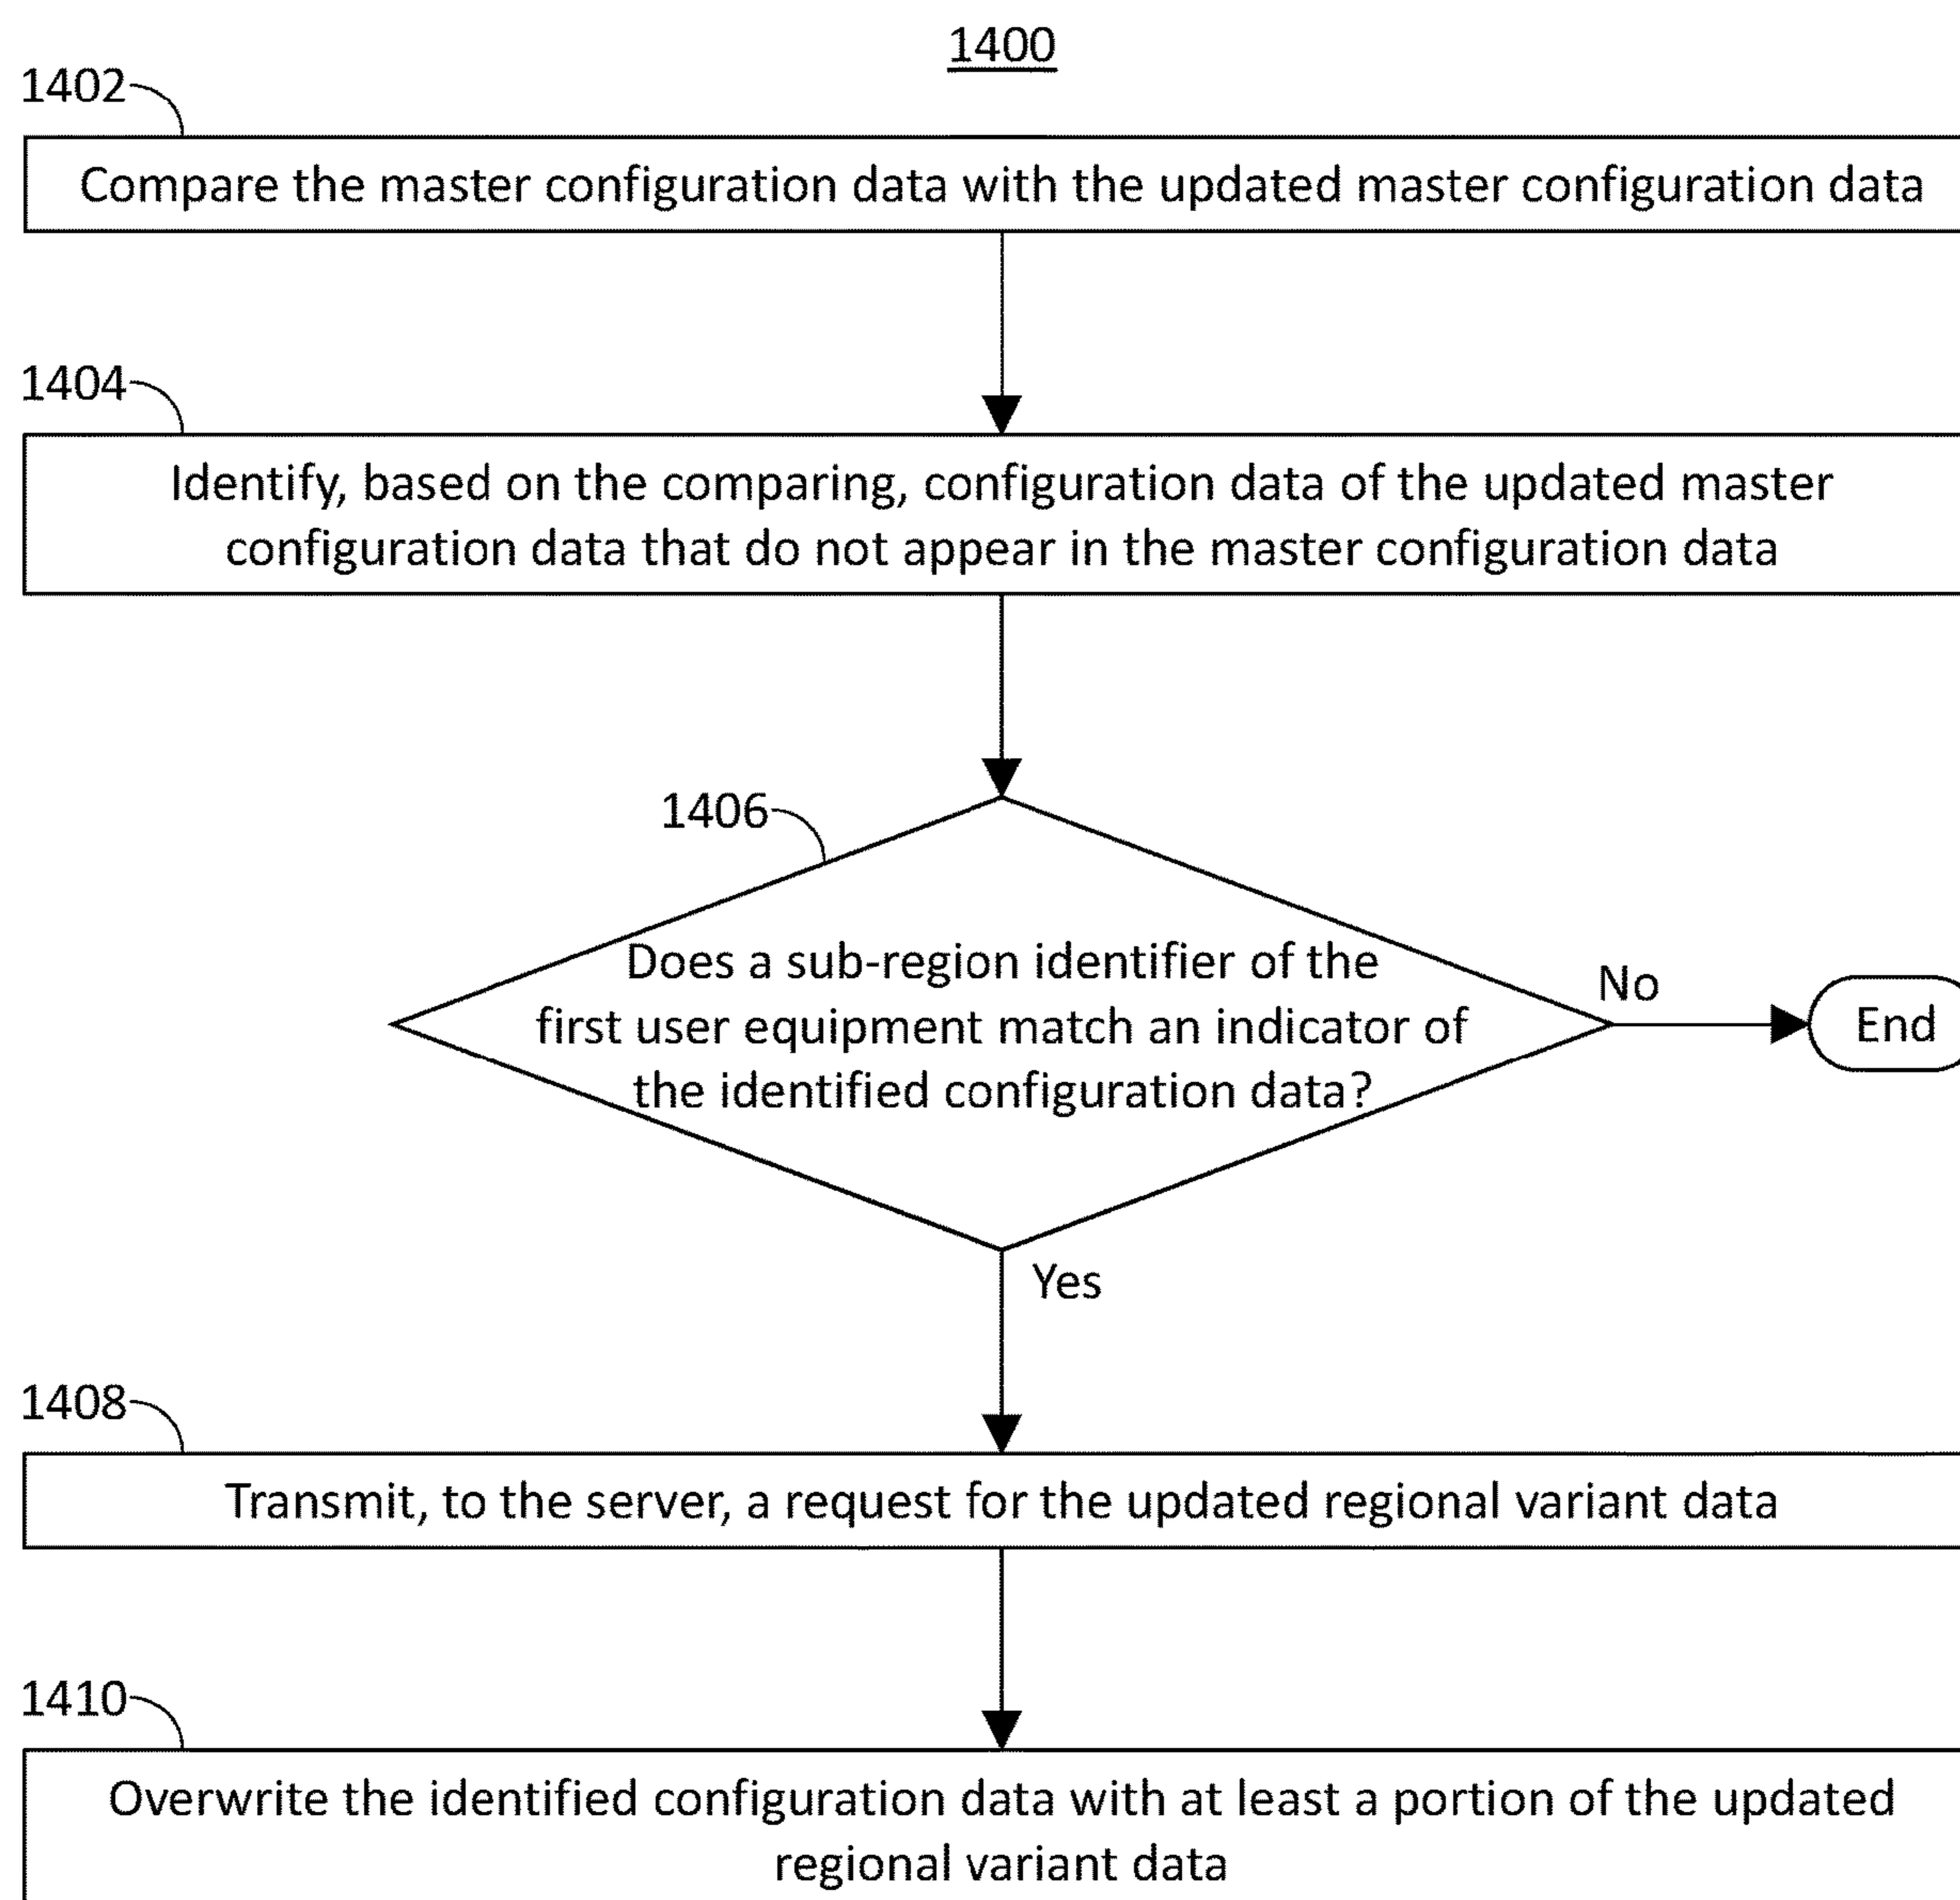 1400
1402
Compare the master configuration data with the updated master configuration data
1404
Identify, based on the comparing, configuration data of the updated master
configuration data that do not appear in the master configuration data
1406
Does a sub-region identifier of the
first user equipment match an indicator of
the identified configuration data?
No
End
Yes
1408
Transmit, to the server, a request for the updated regional variant data
1410
Overwrite the identified configuration data with at least a portion of the updated
regional variant data